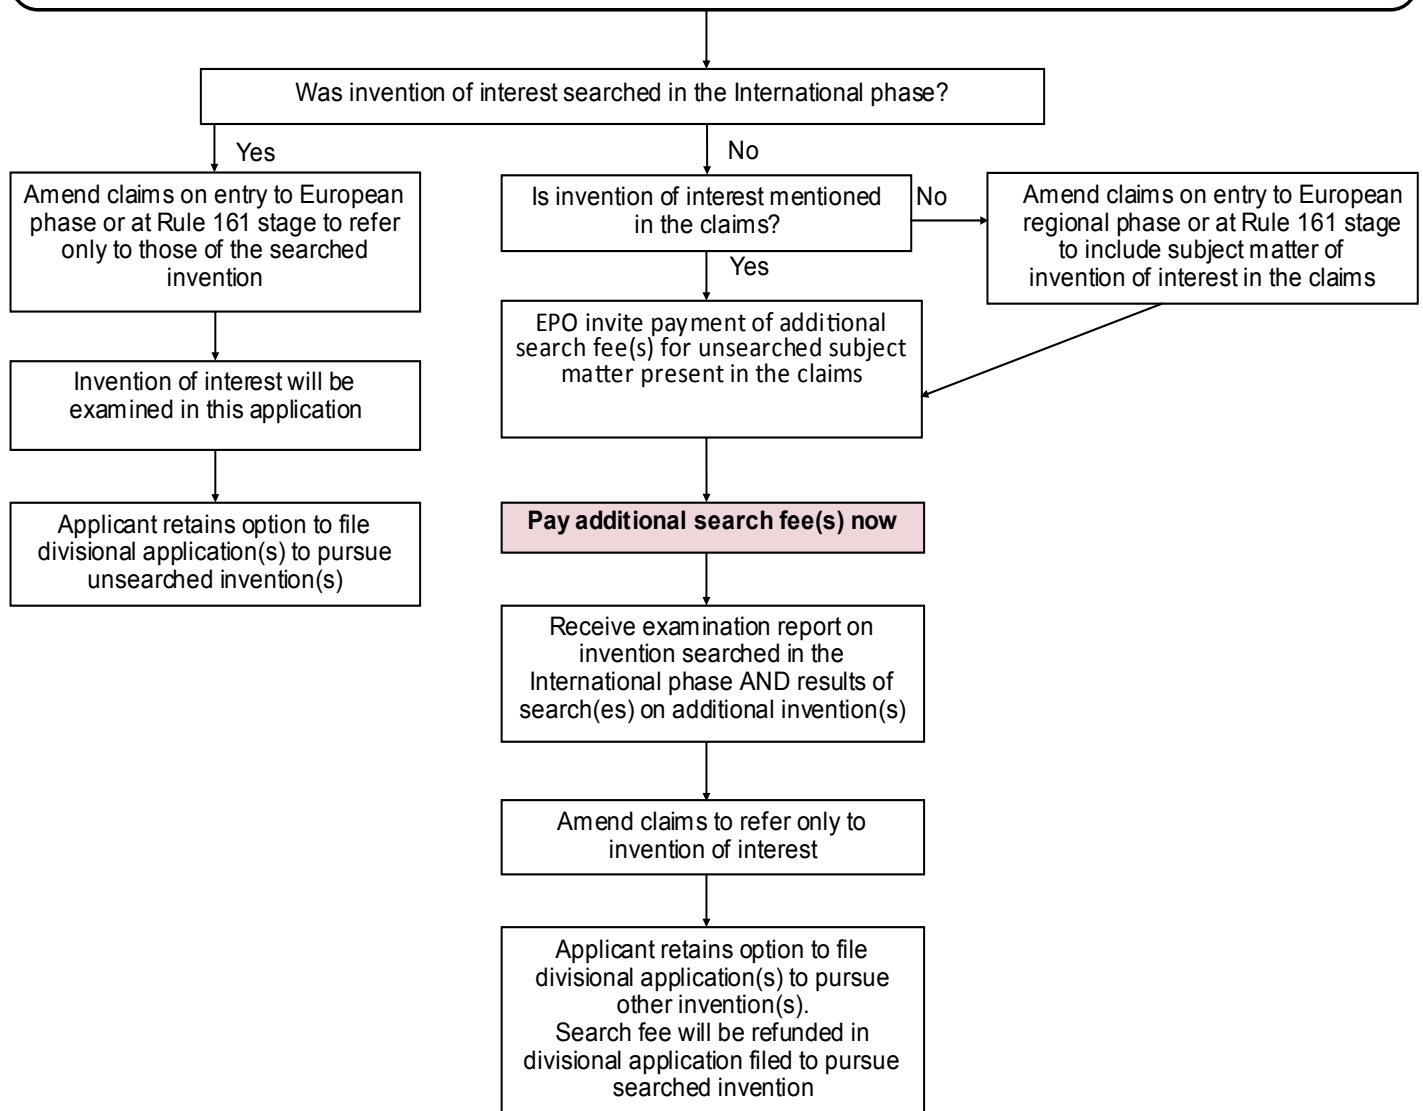 Was invention of interest searched in the International phase?
Yes
No
Amend claims on entry to European
phase or at Rule 161 stage to refer
only to those of the searched
invention
Is invention of interest mentioned
in the claims?
No
Amend claims on entry to European
regional phase or at Rule 161 stage
to include subject matter of
invention of interest in the claims
Yes
EPO invite payment of additional
search fee(s) for unsearched subject
matter present in the claims
Invention of interest will be
examined in this application
Applicant retains option to file
divisional application(s) to pursue
unsearched invention(s)
Pay additional search fee(s) now
Receive examination report on
invention searched in the
International phase AND results of
search(es) on additional invention(s)
Amend claims to refer only to
invention of interest
Applicant retains option to file
divisional application(s) to pursue
other invention(s).
Search fee will be refunded in
divisional application filed to pursue
searched invention